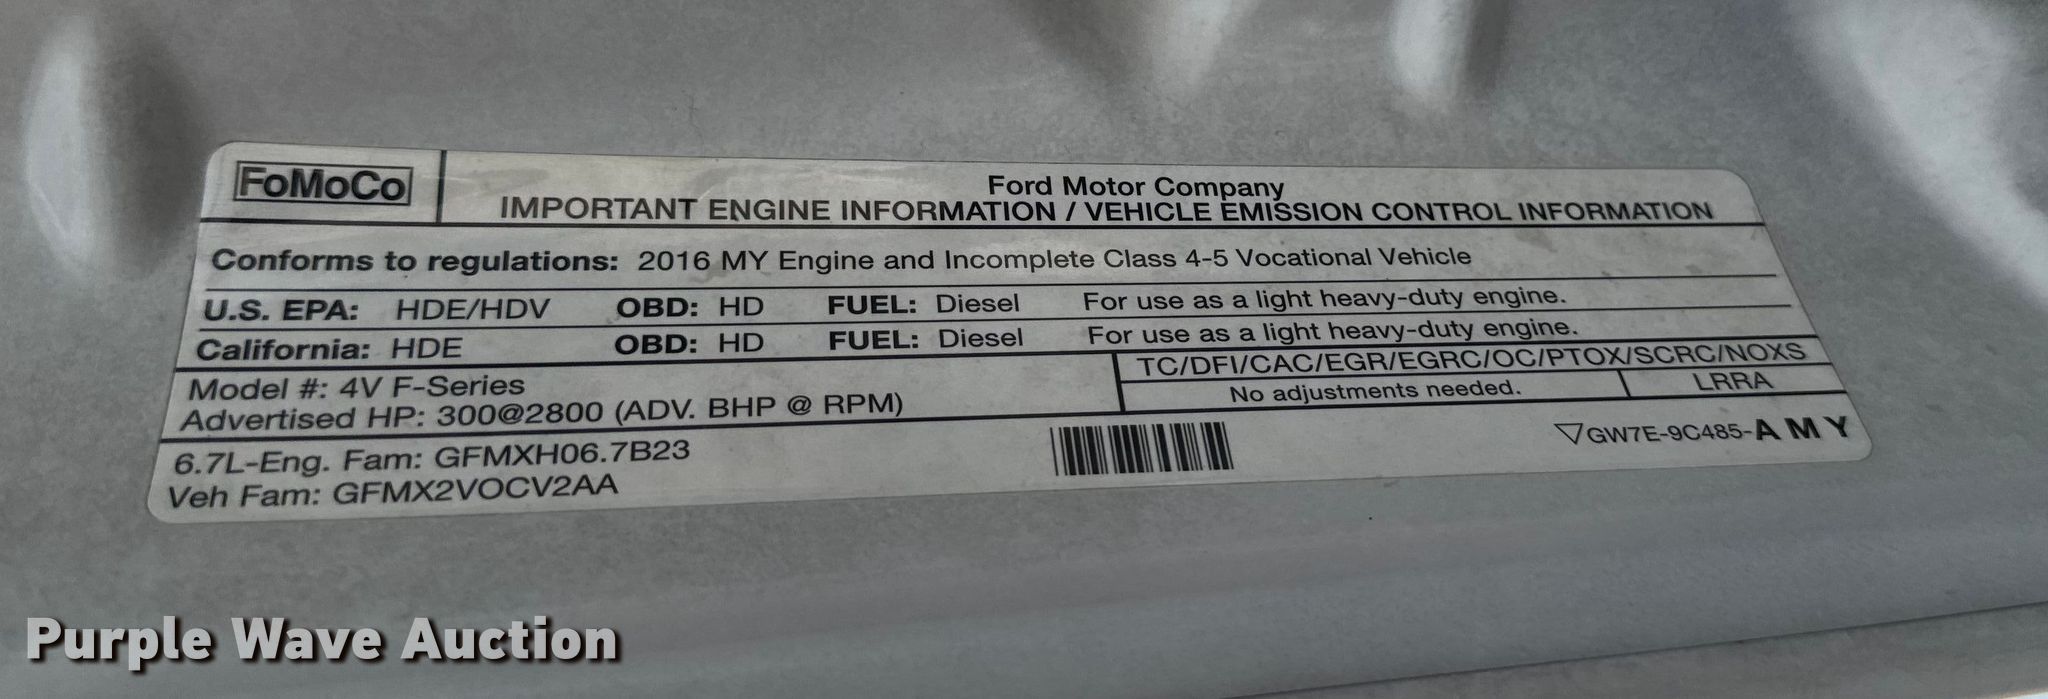 FoMoCo
Ford Motor Company
IMPORTANT ENGINE INFORMATION / VEHICLE EMISSION CONTROL INFORMATION
Conforms to regulations: 2016 MY Engine and Incomplete Class 4-5 Vocational Vehicle
U.S. EPA: HDE/HDV OBD: HD FUEL: Diesel For use as a light heavy-duty engine.
California: HDE OBD: HD FUEL: Diesel For use as a light heavy-duty engine.
TC/DFI/CAC/EGR/EGRC/OC/PTOX/SCRC/NOXS
Model #: 4V F-Series
No adjustments needed. LRRA
Advertised HP: 300@2800 (ADV. BHP @ RPM)
GW7E-9C485-A M Y
6.7L-Eng. Fam: GFMXH06.7B23
Veh Fam: GFMX2VOCV2AA
Purple Wave Auction